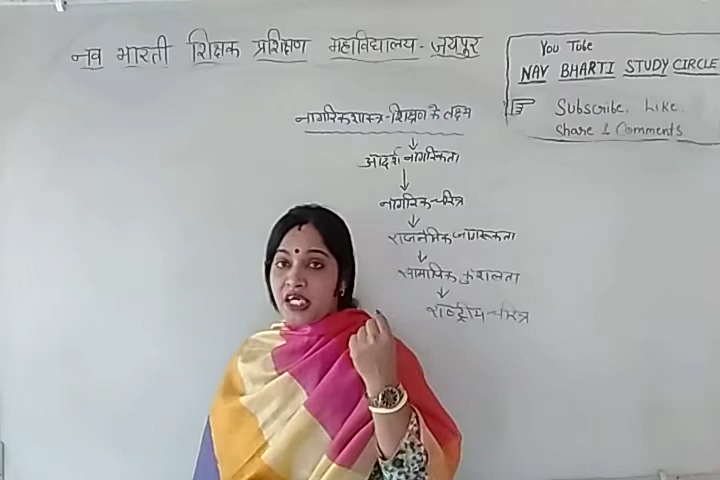 नव भारती शिक्षक प्रशिक्षण महाविद्यालय - जयपुर
You Tube
NAV BHARTI STUDY CIRCLE
Subscribe. Like.
Share & Comments
नागरिकशास्त्र - शिक्षण के लक्ष्य
आदर्श नागरिकता
नागरिक - चरित्र
राजनैतिक जागरूकता
सामाजिक कुशलता
राष्ट्रीय - चरित्र